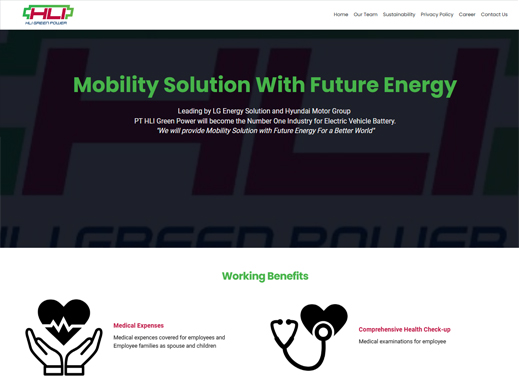 HLI
HLI GREEN POWER
Home Our Team Sustainability Privacy Policy Career Contact Us
Mobility Solution With Future Energy
Leading by LG Energy Solution and Hyundai Motor Group
PT HLI Green Power will become the Number One Industry for Electric Vehicle Battery.
"We will provide Mobility Solution with Future Energy For a Better World"
HLI
HLI GREEN POWER
Working Benefits
Medical Expenses
Medical expences covered for employees and
Employee families as spouse and children
Comprehensive Health Check-up
Medical examinations for employee